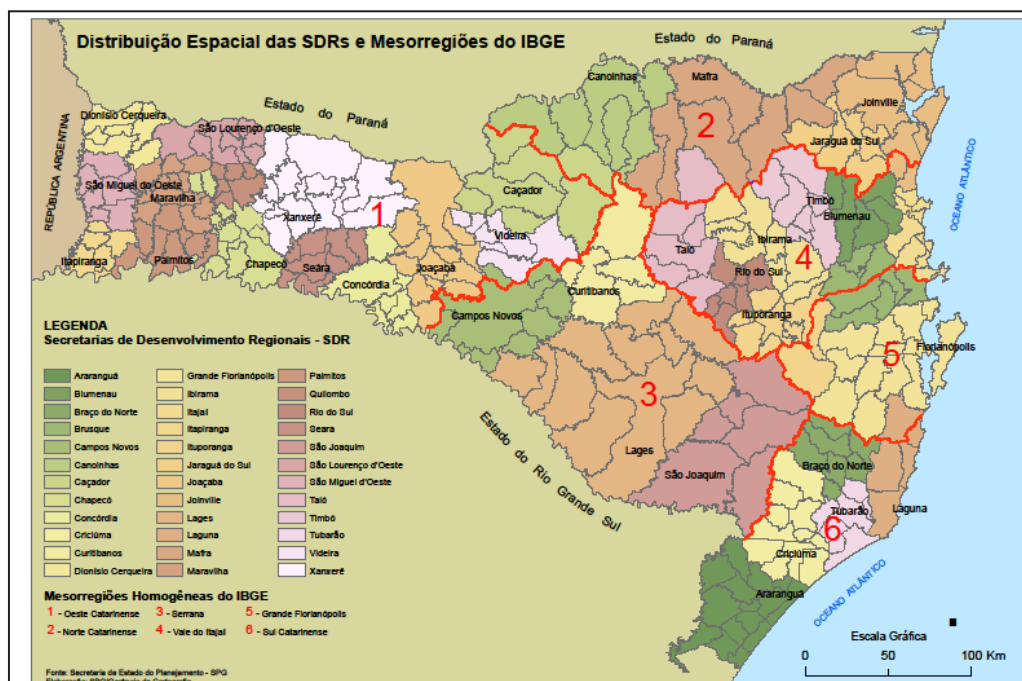 Distribuição Espacial das SDRs e Mesorregiões do IBGE
Estado do Paraná
Estado do Paraná
REPÚBLICA ARGENTINA
OCEANO ATLÂNTICO
Canoinhas
Mafra
2
Joinville
Jaraguá do Sul
Dionísio Cerqueira
São Lourenço d'Oeste
São Miguel do Oeste
Maravilha
Caçador
Timbó
Blumenau
Xanxerê
1
Videira
Taió
Ibirama
4
Itapiranga
Palmitos
Chapecó
Seára
Joaçaba
Rio do Sul
Concórdia
Curitibanos
Ituporanga
Campos Novos
Florianópolis
5
3
Lages
São Joaquim
Braço do Norte
Tubarão
Laguna
6
Criciúma
Araranguá
Estado do Rio Grande Sul
OCEANO ATLÂNTICO
LEGENDA
Secretarias de Desenvolvimento Regionais - SDR
Araranguá
Blumenau
Braço do Norte
Brusque
Campos Novos
Canoinhas
Caçador
Chapecó
Concórdia
Criciúma
Curitibanos
Dionísio Cerqueira
Grande Florianópolis
Ibirama
Itajaí
Itapiranga
Ituporanga
Jaraguá do Sul
Joaçaba
Joinville
Lages
Laguna
Mafra
Maravilha
Palmitos
Quilombo
Rio do Sul
Seara
São Joaquim
São Lourenço d'Oeste
São Miguel d'Oeste
Taió
Timbó
Tubarão
Videira
Xanxerê
Mesorregiões Homogêneas do IBGE
1 - Oeste Catarinense 3 - Serrana 5 - Grande Florianópolis
2 - Norte Catarinense 4 - Vale do Itajaí 6 - Sul Catarinense
Escala Gráfica
0 50 100 Km
Fonte: Secretaria de Estado do Planejamento - SPG